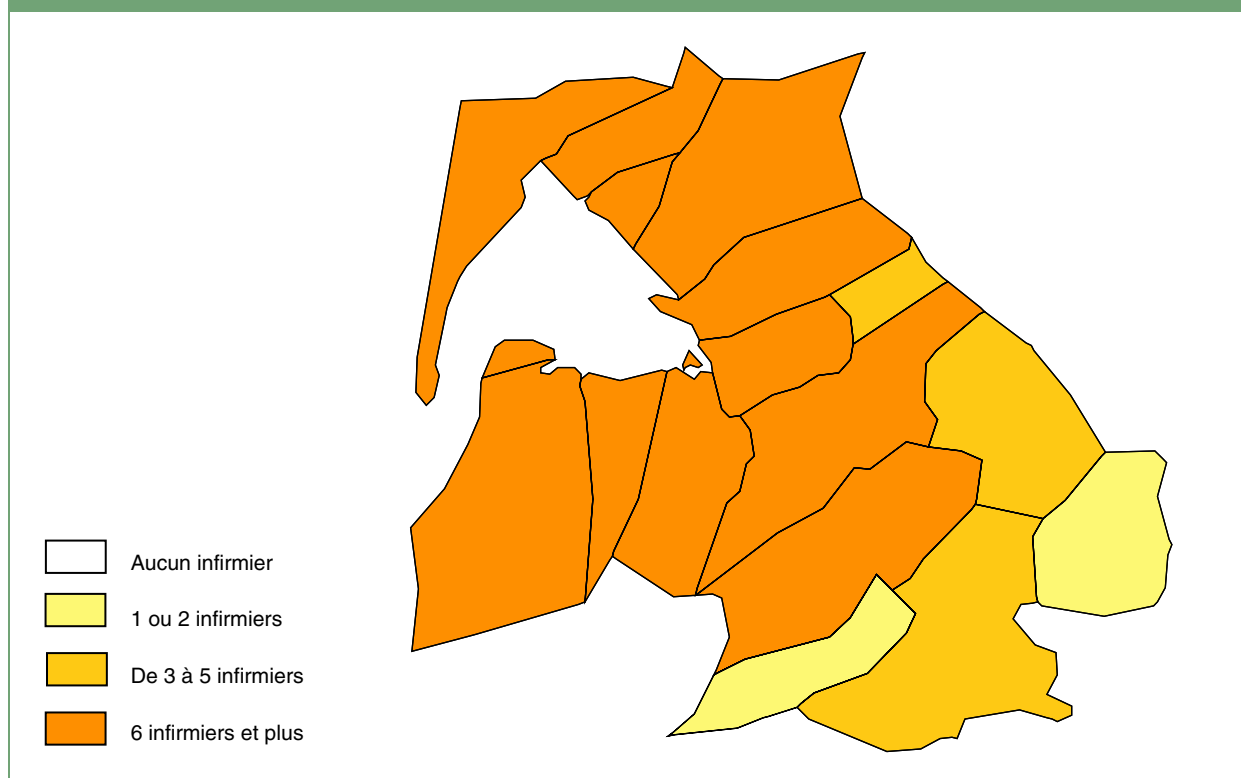 Aucun infirmier
1 ou 2 infirmiers
De 3 à 5 infirmiers
6 infirmiers et plus